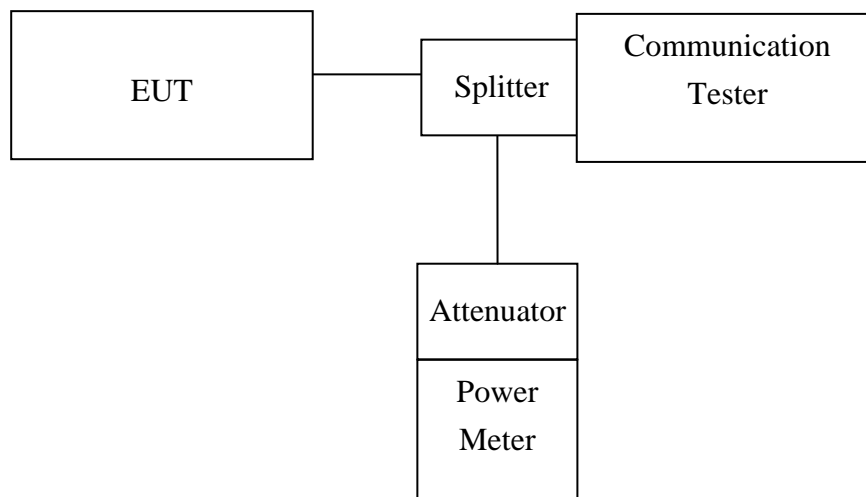 EUT
Splitter
Communication
Tester
Attenuator
Power
Meter